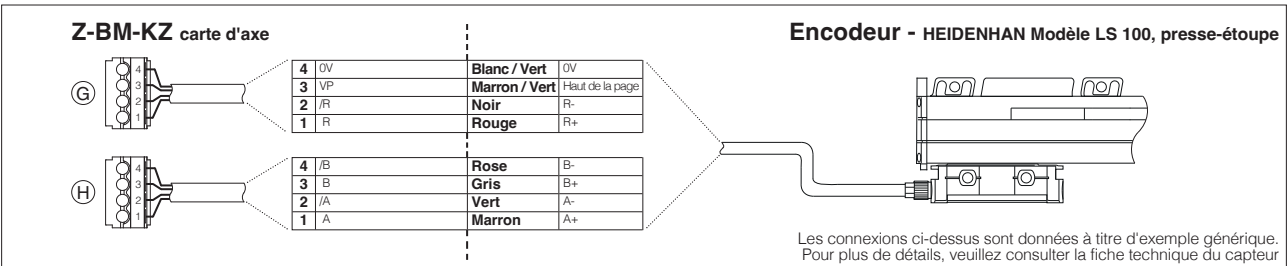 Z-BM-KZ carte d'axe
Encodeur - HEIDENHAN Modèle LS 100, presse-étoupe
G
4
3
2
1
4 0V Blanc / Vert 0V
3 VP Marron / Vert Haut de la page
2 /R Noir R-
1 R Rouge R+
H
4
3
2
1
4 /B Rose B-
3 B Gris B+
2 /A Vert A-
1 A Marron A+
Les connexions ci-dessus sont données à titre d'exemple générique.
Pour plus de détails, veuillez consulter la fiche technique du capteur